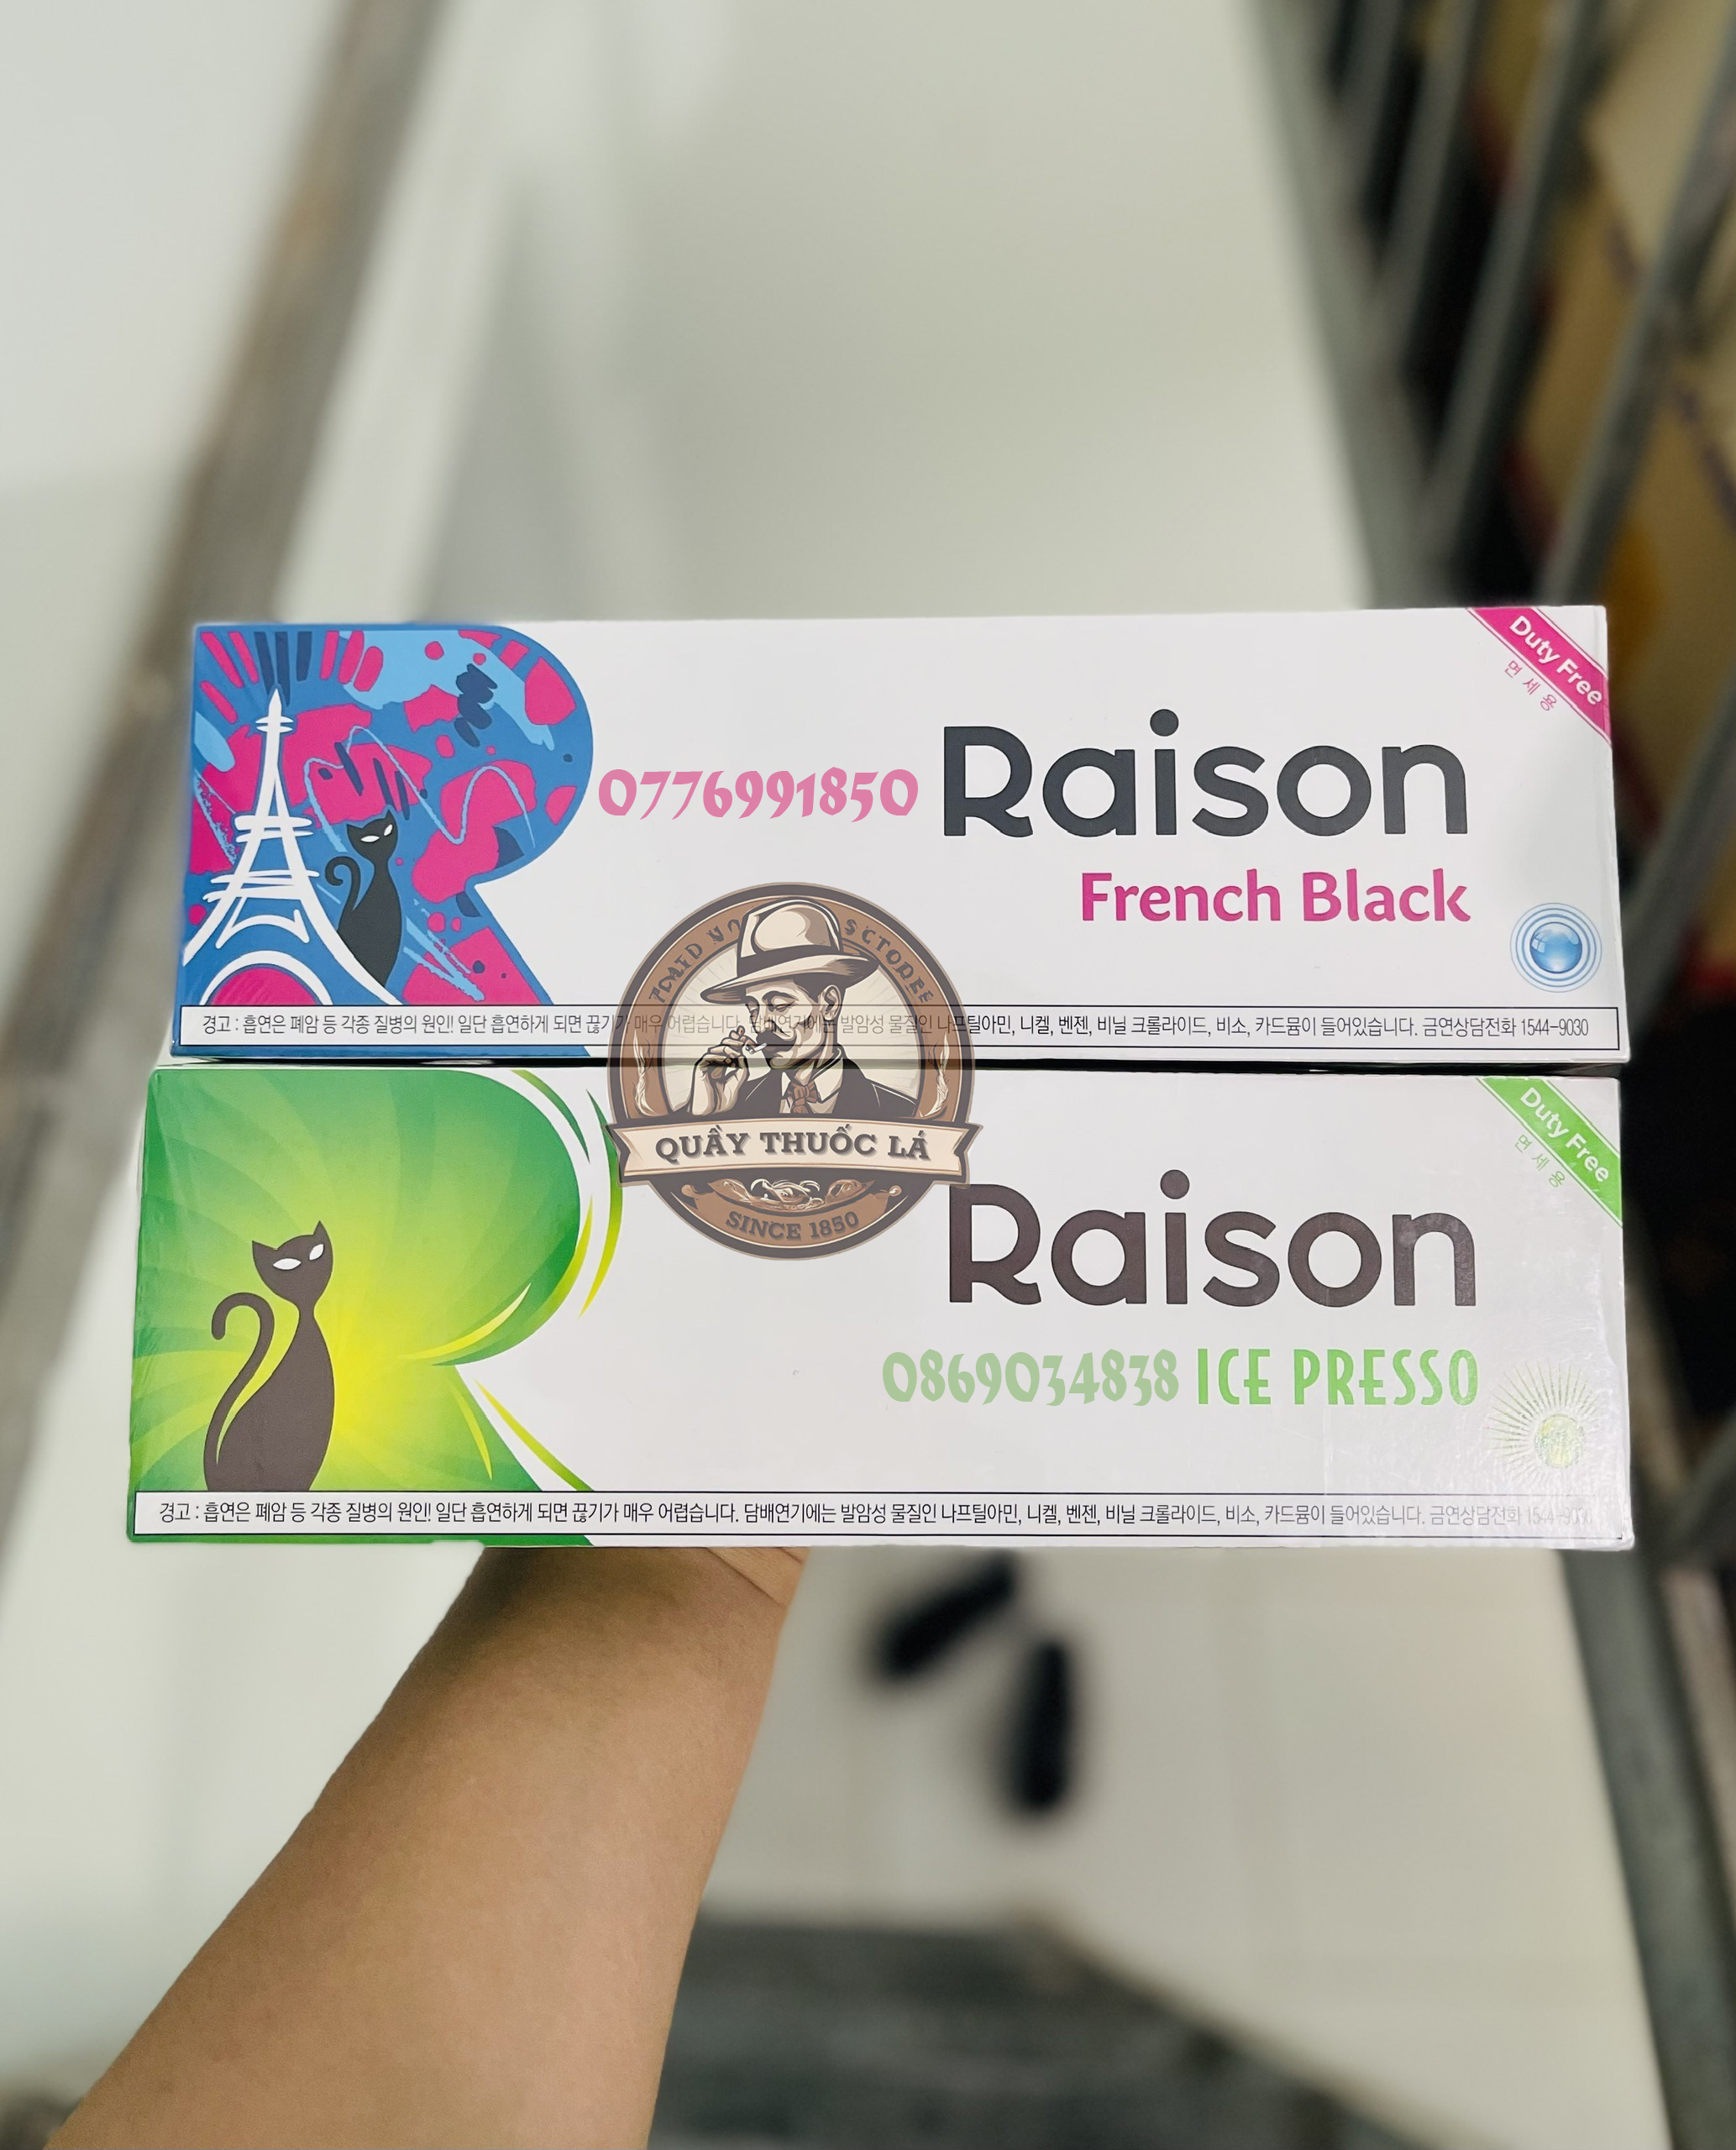 Duty Free
면세용
0776991850 Raison
French Black
SINCE 1850
QUẦY THUỐC LÁ
경고 : 흡연은 폐암 등 각종 질병의 원인! 일단 흡연하게 되면 끊기가 매우 어렵습니다. 담배연기에는 발암성 물질인 나프틸아민, 니켈, 벤젠, 비닐 크롤라이드, 비소, 카드뮴이 들어있습니다. 금연상담전화 1544-9030
Duty Free
면세용
Raison
0869034838 ICE PRESSO
경고 : 흡연은 폐암 등 각종 질병의 원인! 일단 흡연하게 되면 끊기가 매우 어렵습니다. 담배연기에는 발암성 물질인 나프틸아민, 니켈, 벤젠, 비닐 크롤라이드, 비소, 카드뮴이 들어있습니다. 금연상담전화 1544-9030